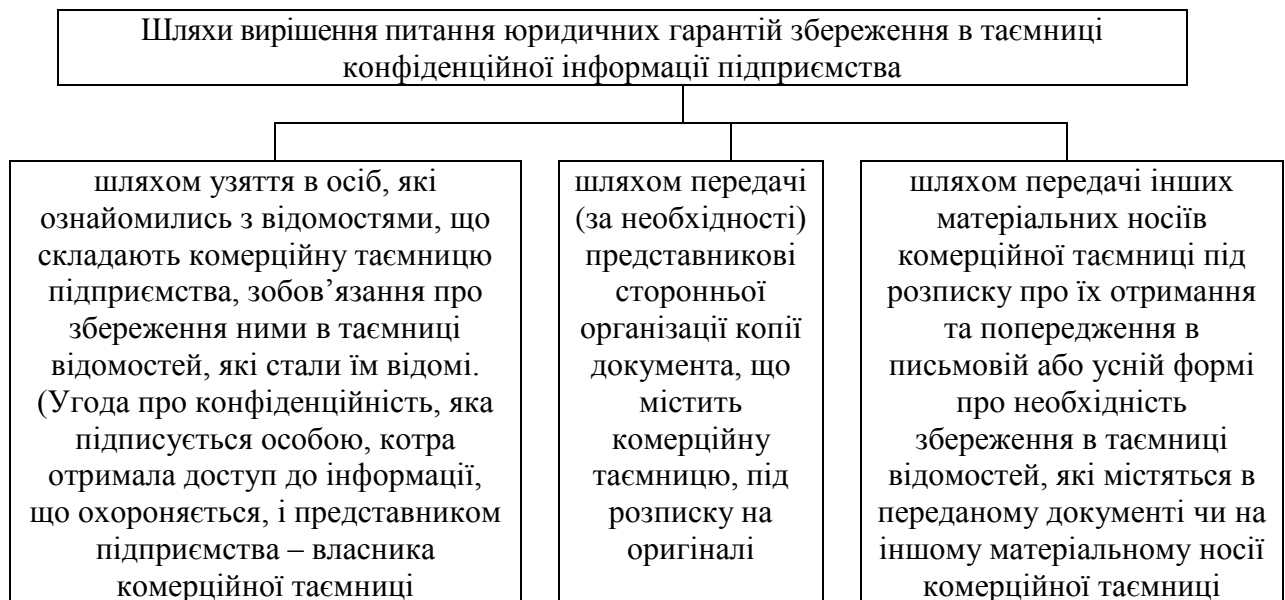 Шляхи вирішення питання юридичних гарантій збереження в таємниці
конфіденційної інформації підприємства
шляхом узяття в осіб, які
ознайомились з відомостями, що
складають комерційну таємницю
підприємства, зобов’язання про
збереження ними в таємниці
відомостей, які стали їм відомі.
(Угода про конфіденційність, яка
підписується особою, котра
отримала доступ до інформації,
що охороняється, і представником
підприємства – власника
комерційної таємниці
шляхом передачі
(за необхідності)
представникові
сторонньої
організації копії
документа, що
містить
комерційну
таємницю, під
розписку на
оригіналі
шляхом передачі інших
матеріальних носіїв
комерційної таємниці під
розписку про їх отримання
та попередження в
письмовій або усній формі
про необхідність
збереження в таємниці
відомостей, які містяться в
переданому документі чи на
іншому матеріальному носії
комерційної таємниці